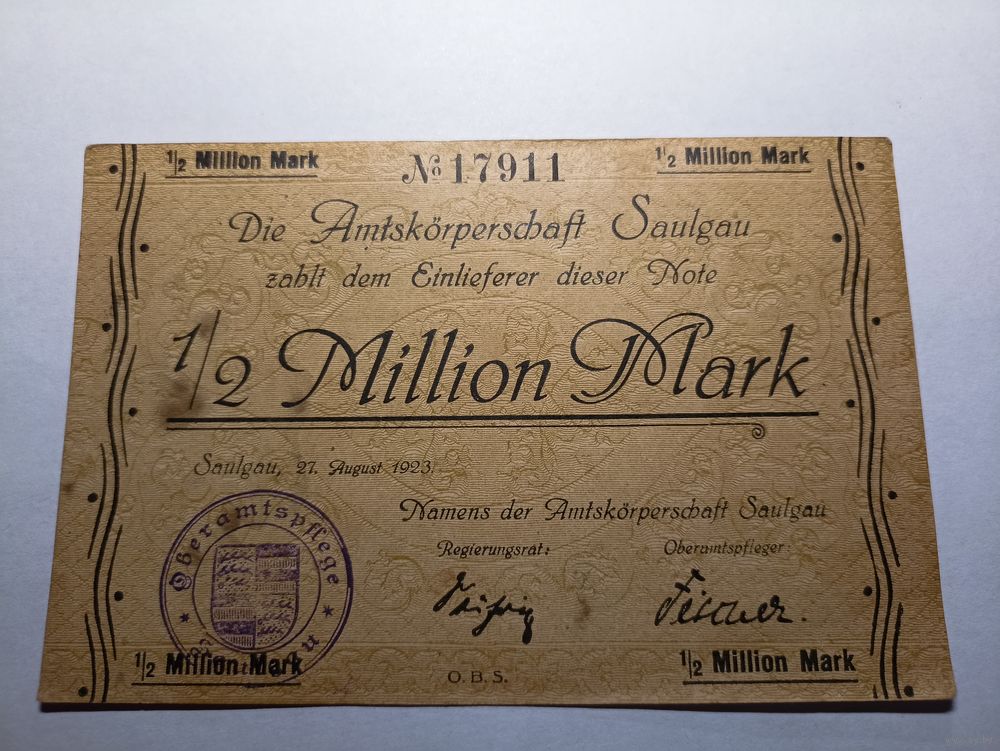 1/2 Million Mark
№ 17911
1/2 Million Mark
Die Amtskörperschaft Saulgau
zahlt dem Einlieferer dieser Note
1/2 Million Mark
Saulgau, 27. August 1923.
Namens der Amtskörperschaft Saulgau
Regierungsrat:
Oberamtspfleger:
Oberamtspflege
1/2 Million Mark
O.B.S.
1/2 Million Mark